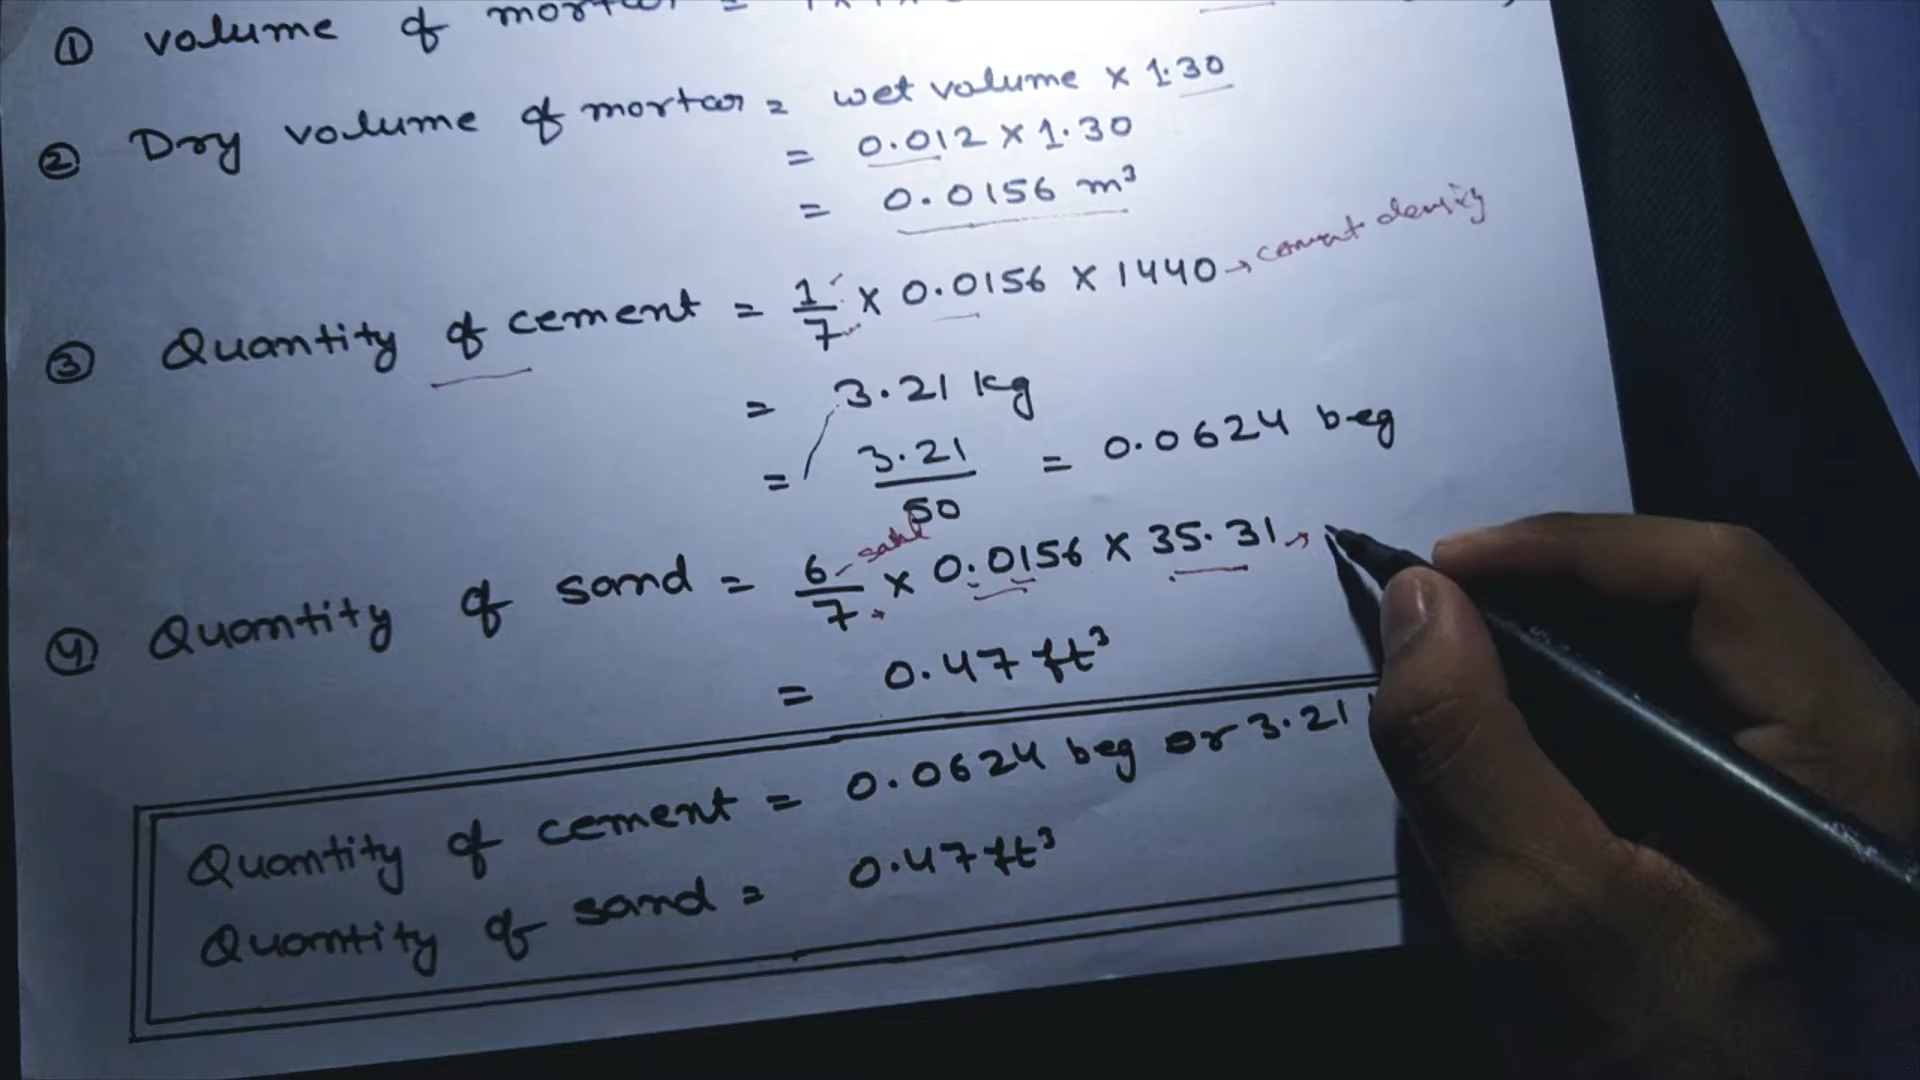 ① volume of mortar =
② Dry volume of mortar = wet volume × 1.30
= 0.012 × 1.30
= 0.0156 m³
③ Quantity of cement = 1/7 × 0.0156 × 1440 → cement density
= 3.21 kg
= 3.21/50 = 0.0624 beg
④ Quantity of sand = 6/7 × 0.0156 × 35.31 →
sand
= 0.47 ft³
Quantity of cement = 0.0624 beg or 3.21
Quantity of sand = 0.47 ft³